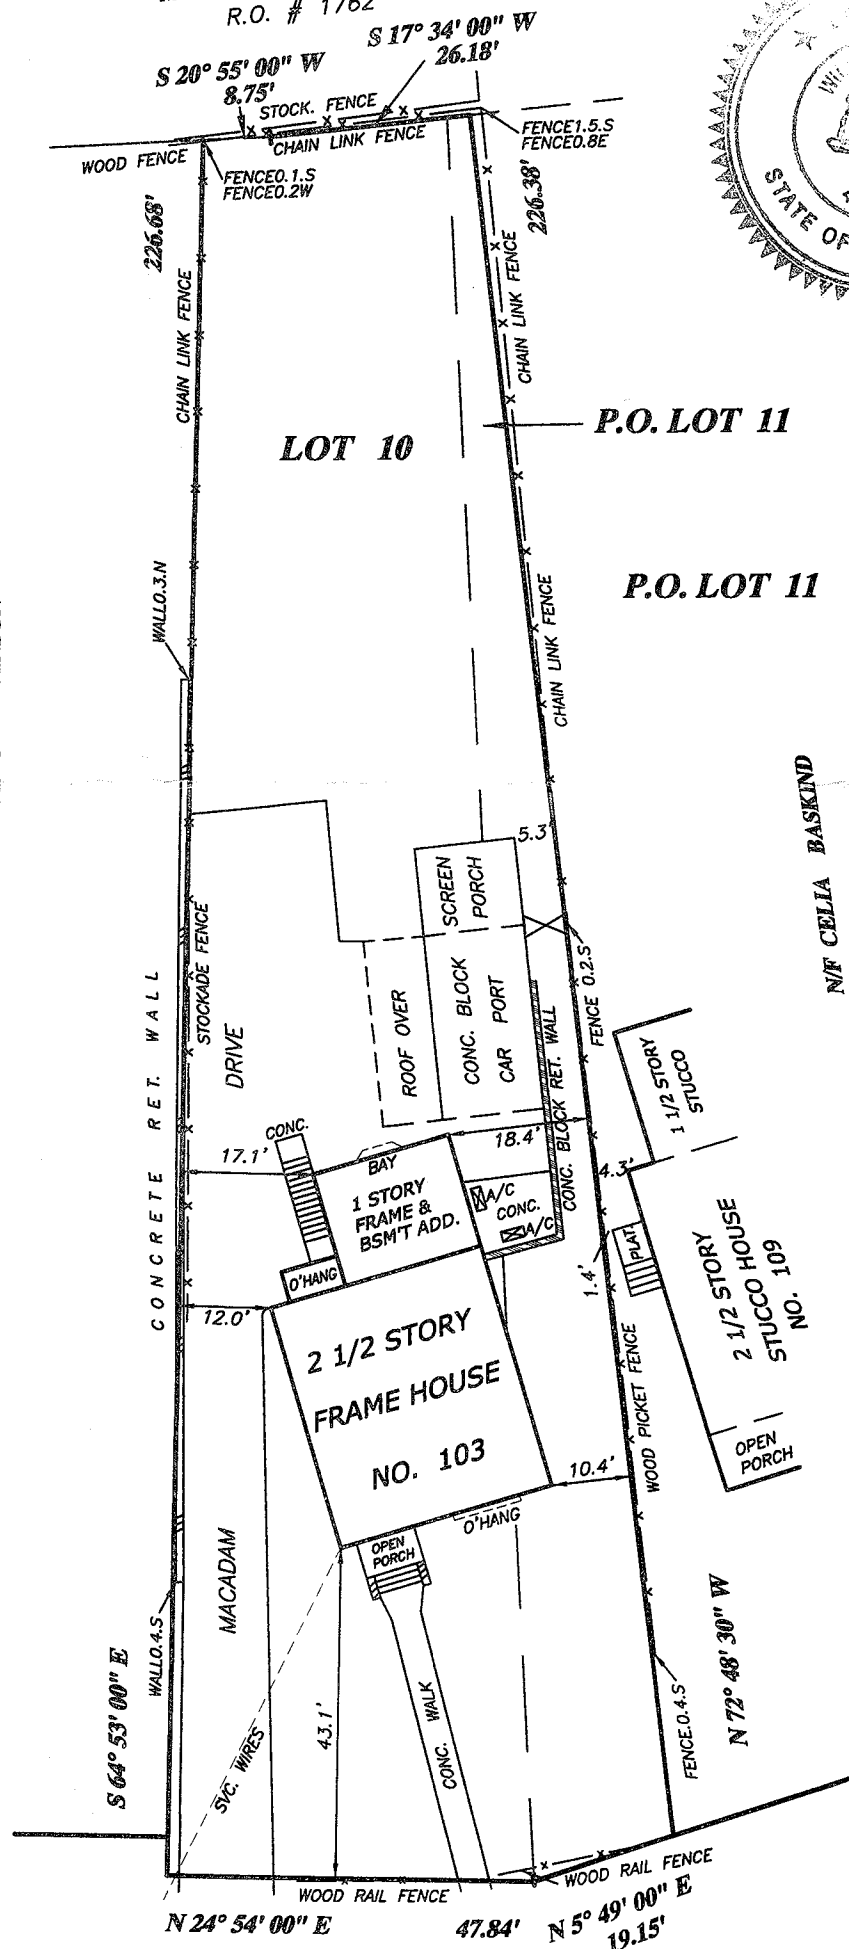 R.O. # 1762
S 17° 34' 00" W
26.18'
S 20° 55' 00" W
8.75'
STOCK. FENCE
CHAIN LINK FENCE
WOOD FENCE
FENCE1.5.S
FENCE0.8E
FENCE0.1.S
FENCE0.2W
226.68'
226.38'
STATE OF
CHAIN LINK FENCE
CHAIN LINK FENCE
LOT 10
P.O. LOT 11
P.O. LOT 11
WALL0.3.N
CHAIN LINK FENCE
N/F CELIA BASKIND
5.3'
SCREEN
PORCH
STOCKADE FENCE
CONCRETE RET. WALL
DRIVE
ROOF OVER
CONC. BLOCK
CAR PORT
CONC. BLOCK RET. WALL
FENCE 0.2.S
1 1/2 STORY
STUCCO
CONC.
17.1'
BAY
18.4'
4.3'
1 STORY
FRAME &
BSM'T ADD.
A/C
CONC.
A/C
O'HANG
PLAT.
1.4'
2 1/2 STORY
STUCCO HOUSE
NO. 109
12.0'
2 1/2 STORY
FRAME HOUSE
NO. 103
WOOD PICKET FENCE
OPEN
PORCH
10.4'
O'HANG
OPEN
PORCH
MACADAM
WALL0.4.S
S 64° 53' 00" E
N 72° 48' 30" W
FENCE.0.4.S
43.1'
CONC. WALK
SVC. WIRES
WOOD RAIL FENCE
WOOD RAIL FENCE
N 24° 54' 00" E
47.84'
N 5° 49' 00" E
19.15'